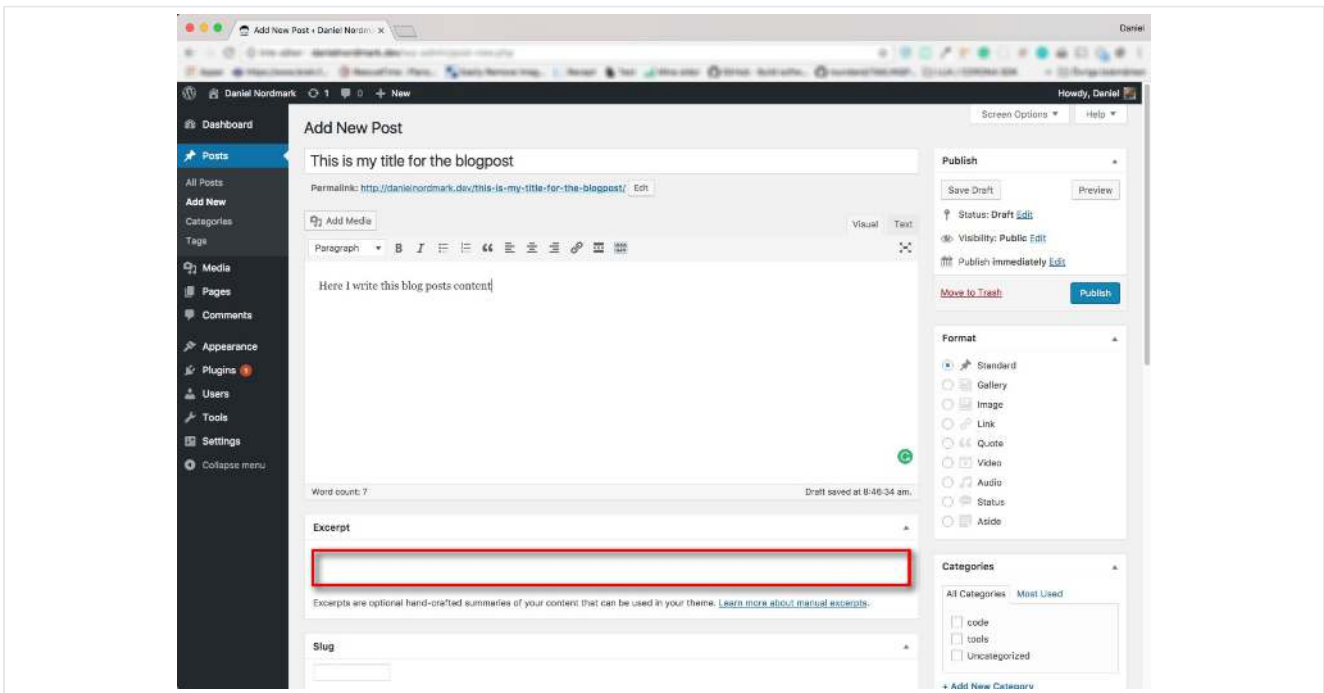 Add New Post ‹ Daniel Nordm
Daniel
Daniel Nordmark 1 0 + New
Howdy, Daniel
Screen Options ▼ Help ▼
Dashboard
Posts
All Posts
Add New
Categories
Tags
Media
Pages
Comments
Appearance
Plugins 1
Users
Tools
Settings
Collapse menu
Add New Post
This is my title for the blogpost
Permalink: http://danielnordmark.dev/this-is-my-title-for-the-blogpost/ Edit
Add Media
Visual Text
Paragraph ▼ B I
Here I write this blog posts content
Word count: 7
Draft saved at 8:46:34 am.
Excerpt
Excerpts are optional hand-crafted summaries of your content that can be used in your theme. Learn more about manual excerpts.
Slug
Publish
Save Draft Preview
Status: Draft Edit
Visibility: Public Edit
Publish immediately Edit
Move to Trash Publish
Format
Standard
Gallery
Image
Link
Quote
Video
Audio
Status
Aside
Categories
All Categories Most Used
code
tools
Uncategorized
+ Add New Category